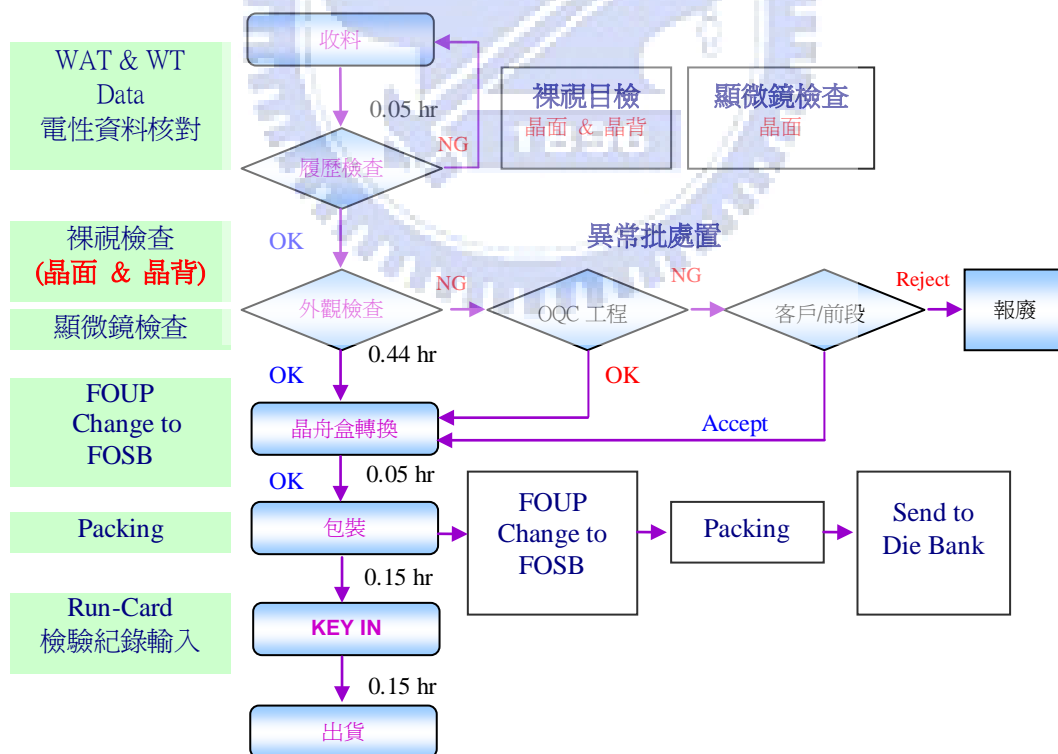 收料
WAT & WT
Data
電性資料核對
0.05 hr
裸視目檢
晶面 & 晶背
顯微鏡檢查
晶面
履歷檢查
NG
裸視檢查
(晶面 & 晶背)
OK
異常批處置
外觀檢查
NG
OQC 工程
NG
客戶/前段
Reject
報廢
顯微鏡檢查
0.44 hr
OK
OK
FOUP
Change to
FOSB
晶舟盒轉換
Accept
OK
0.05 hr
Packing
包裝
FOUP
Change to
FOSB
Packing
Send to
Die Bank
0.15 hr
Run-Card
檢驗紀錄輸入
KEY IN
0.15 hr
出貨